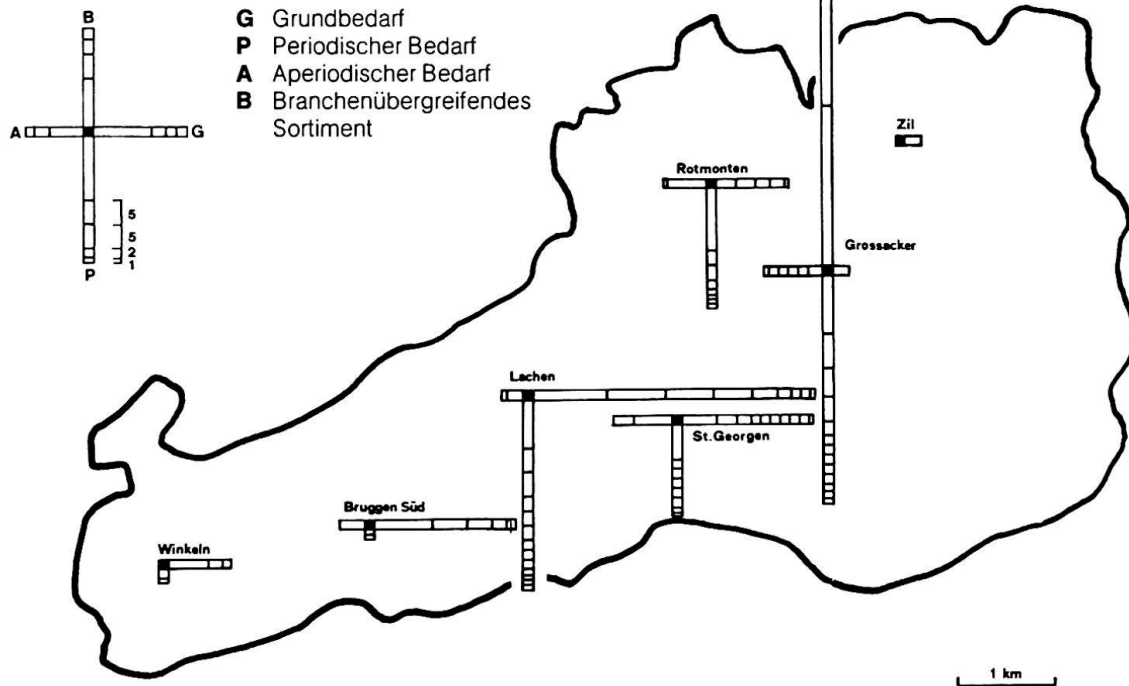 B
A
G
5
5
2
1
P
G Grundbedarf
P Periodischer Bedarf
A Aperiodischer Bedarf
B Branchenübergreifendes
Sortiment
Zil
Rotmonten
Grossacker
Lachen
St.Georgen
Bruggen Süd
Winkeln
1 km